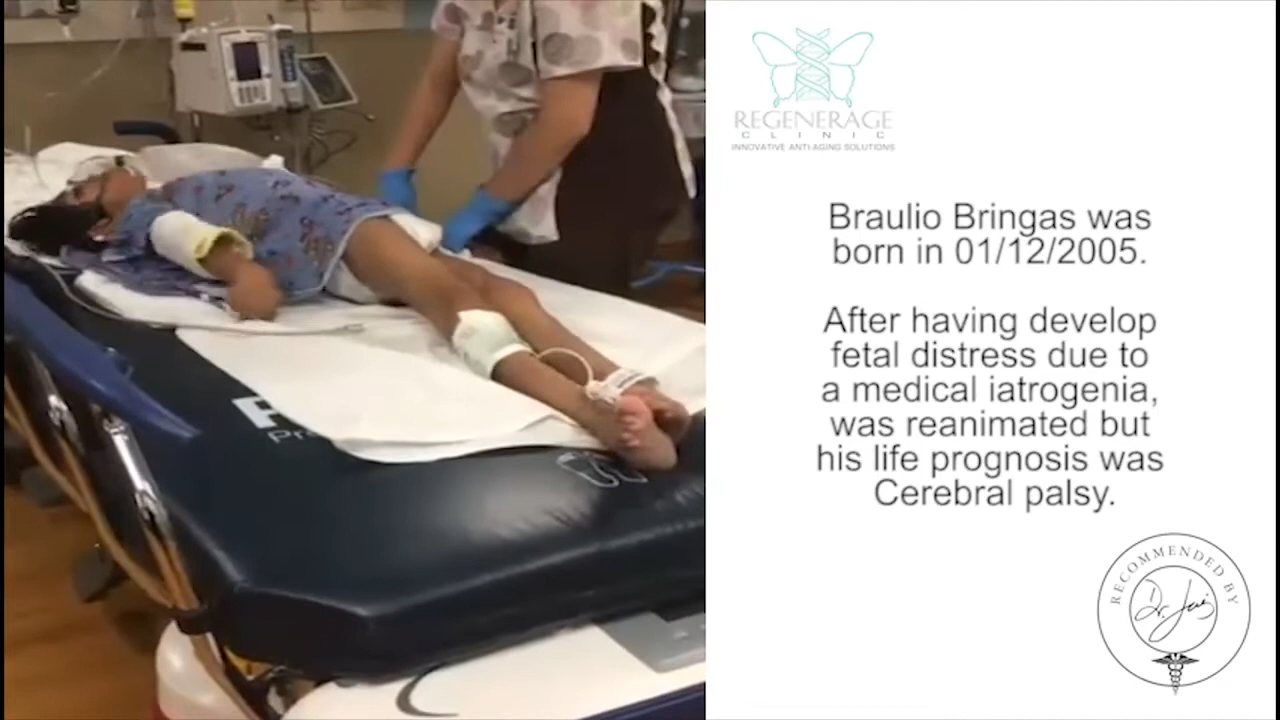 REGENERAGE
CLINIC
INNOVATIVE ANTI-AGING SOLUTIONS
Braulio Bringas was
born in 01/12/2005.
After having develop
fetal distress due to
a medical iatrogenia,
was reanimated but
his life prognosis was
Cerebral palsy.
RECOMMENDED BY